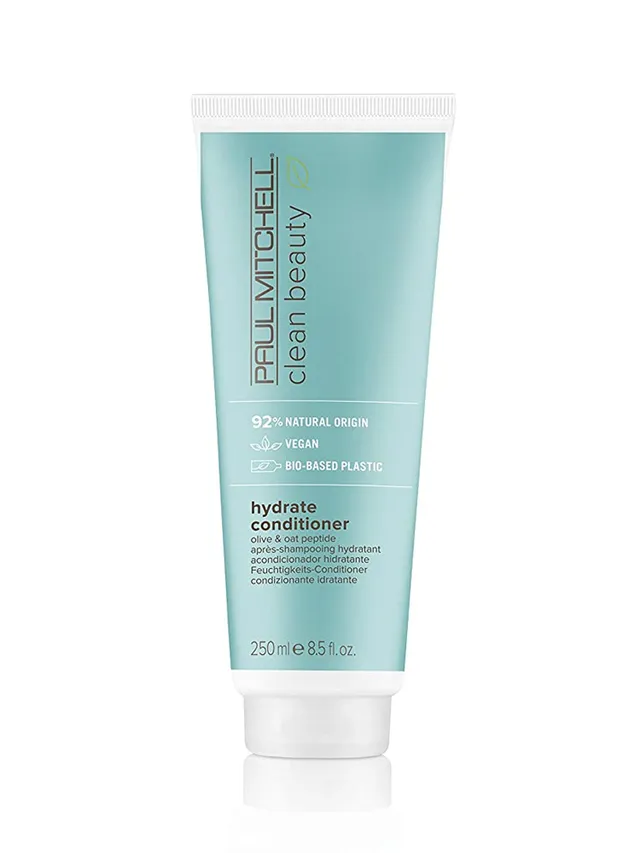 PAUL MITCHELL®
clean beauty
92% NATURAL ORIGIN
VEGAN
BIO-BASED PLASTIC
hydrate
conditioner
olive & oat peptide
après-shampooing hydratant
acondicionador hidratante
Feuchtigkeits-Conditioner
condizionante idratante
250 ml e 8.5 fl. oz.